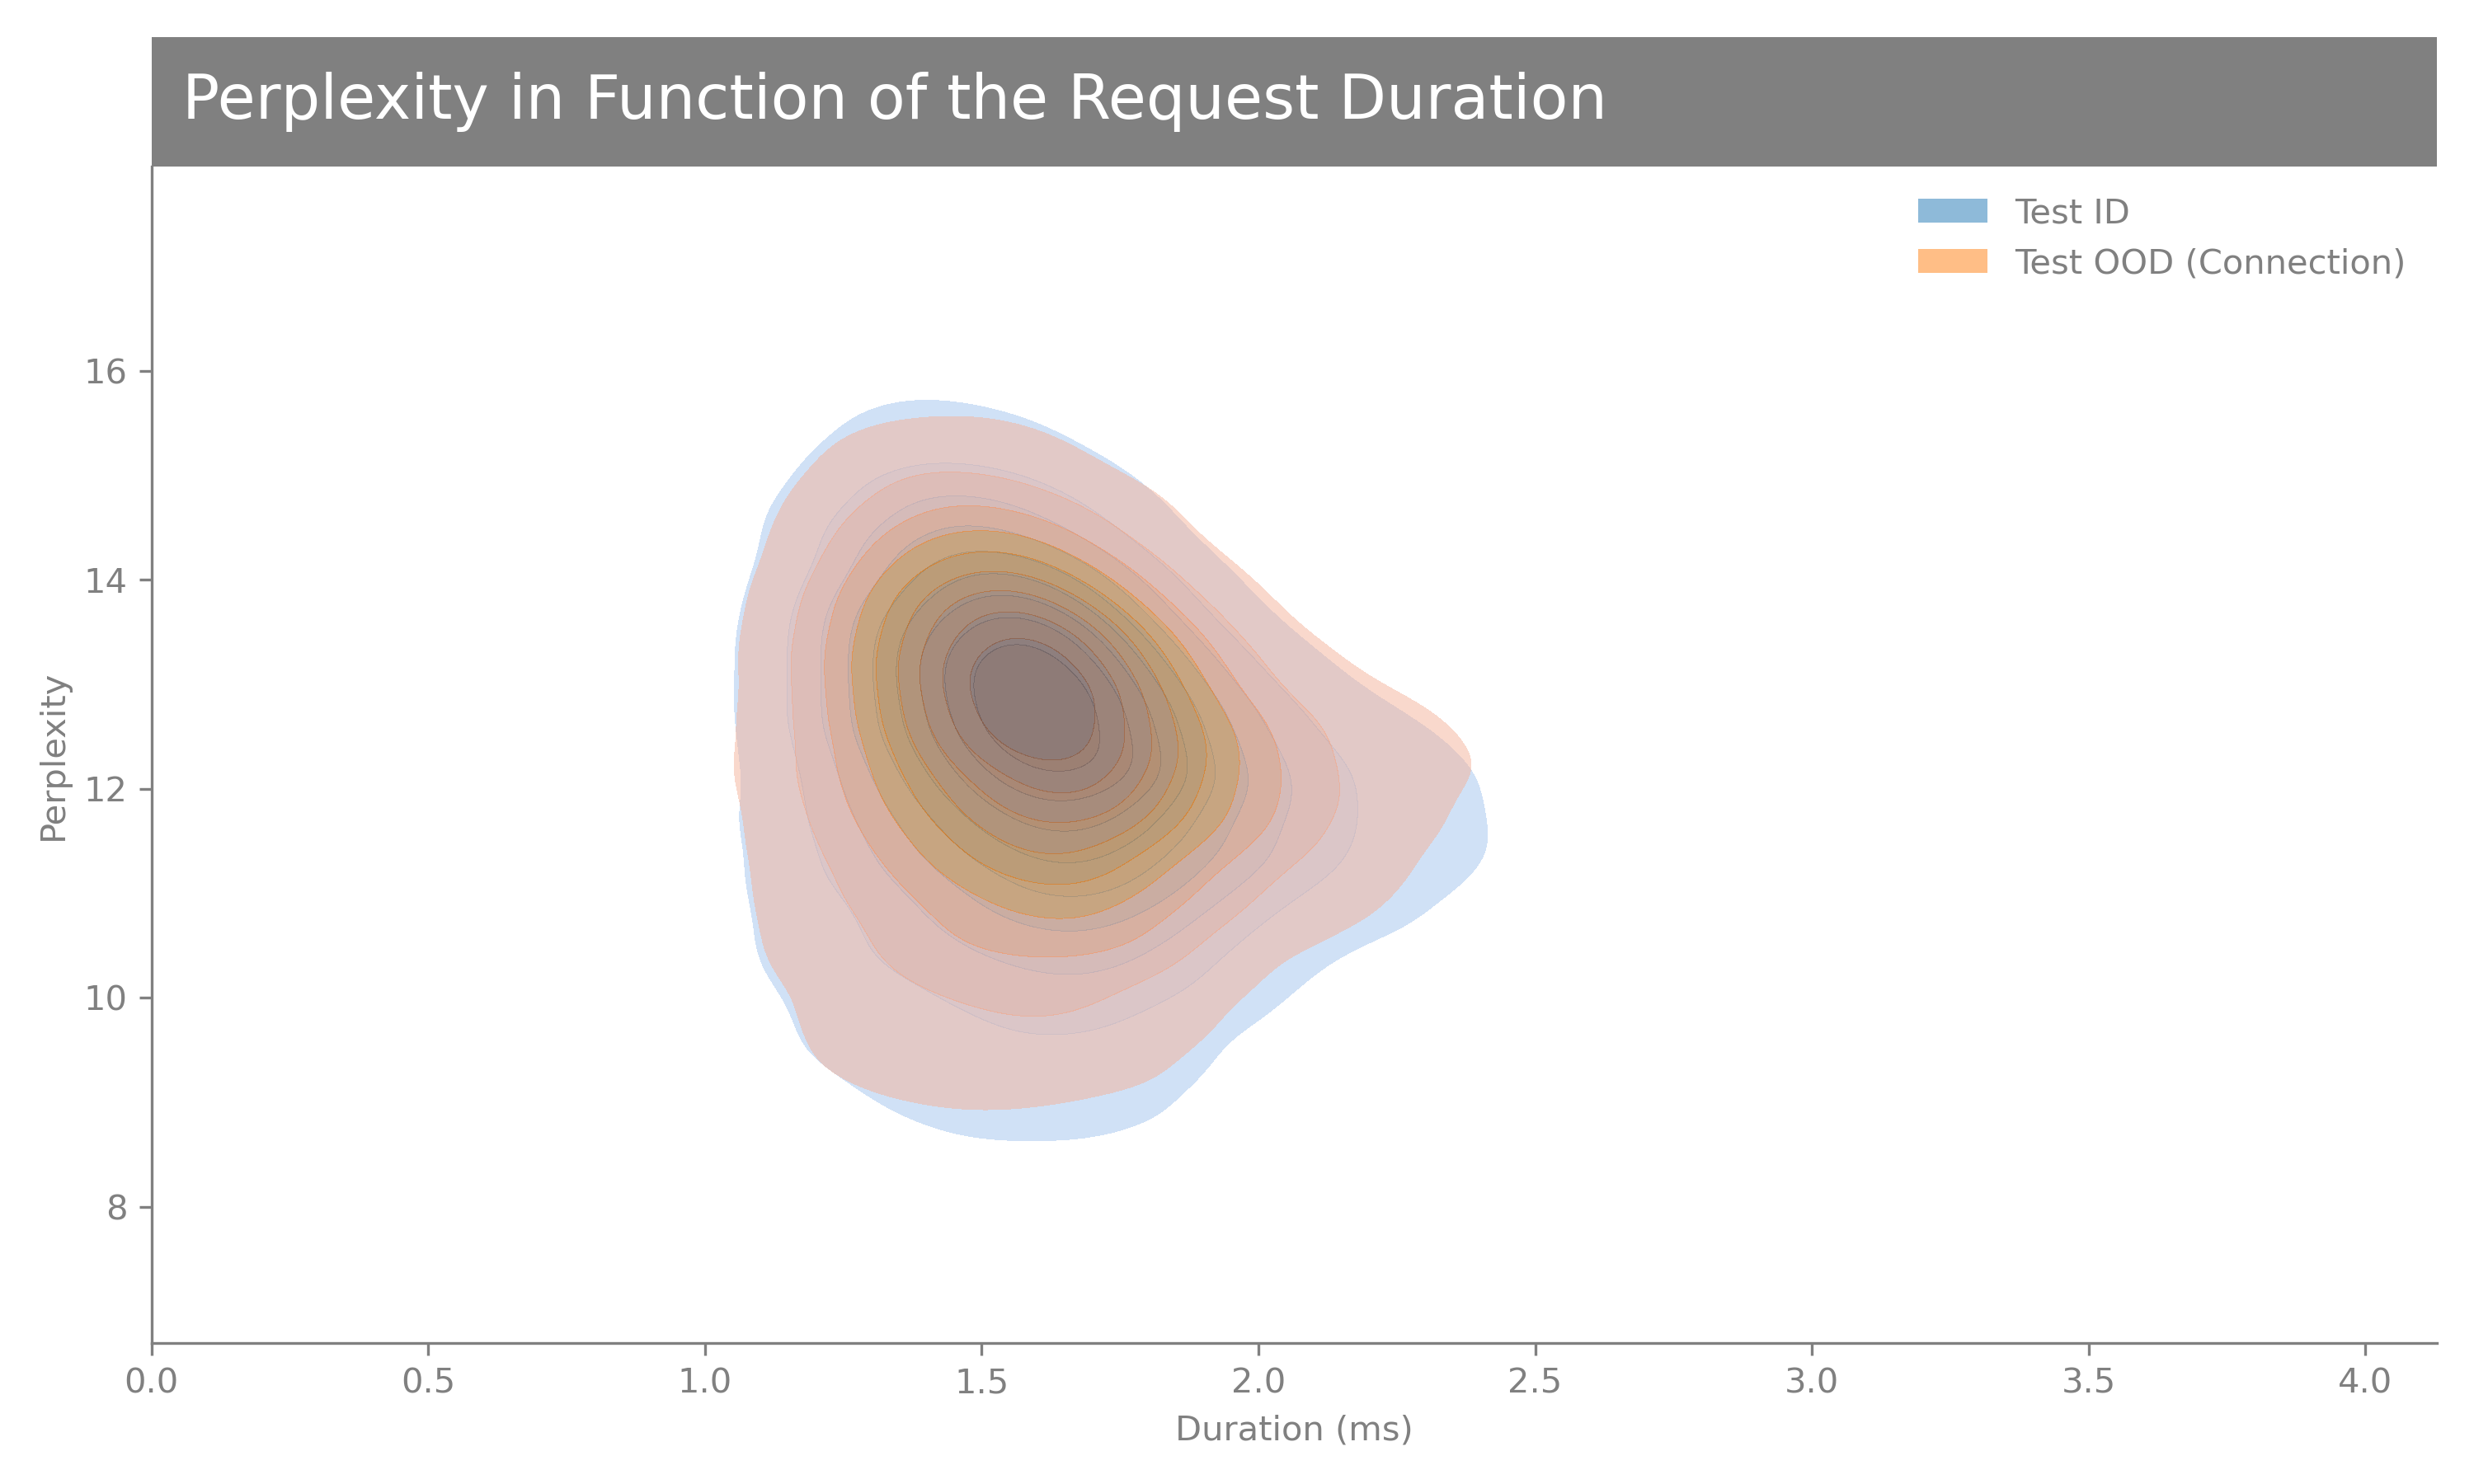 Perplexity in Function of the Request Duration
Test ID
Test OOD (Connection)
16
14
12
10
8
Perplexity
0.0 0.5 1.0 1.5 2.0 2.5 3.0 3.5 4.0
Duration (ms)